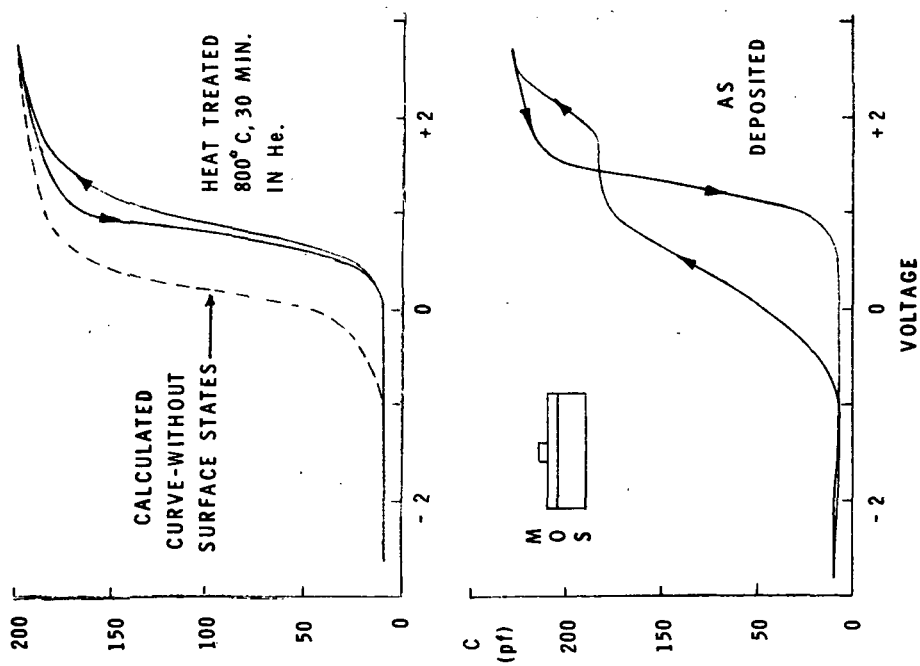 200
150
100
50
0
+2
0
- 2
HEAT TREATED
800° C, 30 MIN.
IN He.
CALCULATED
CURVE-WITHOUT
SURFACE STATES
C
(pf)
200
150
50
0
+2
0
- 2
AS
DEPOSITED
M
O
S
VOLTAGE